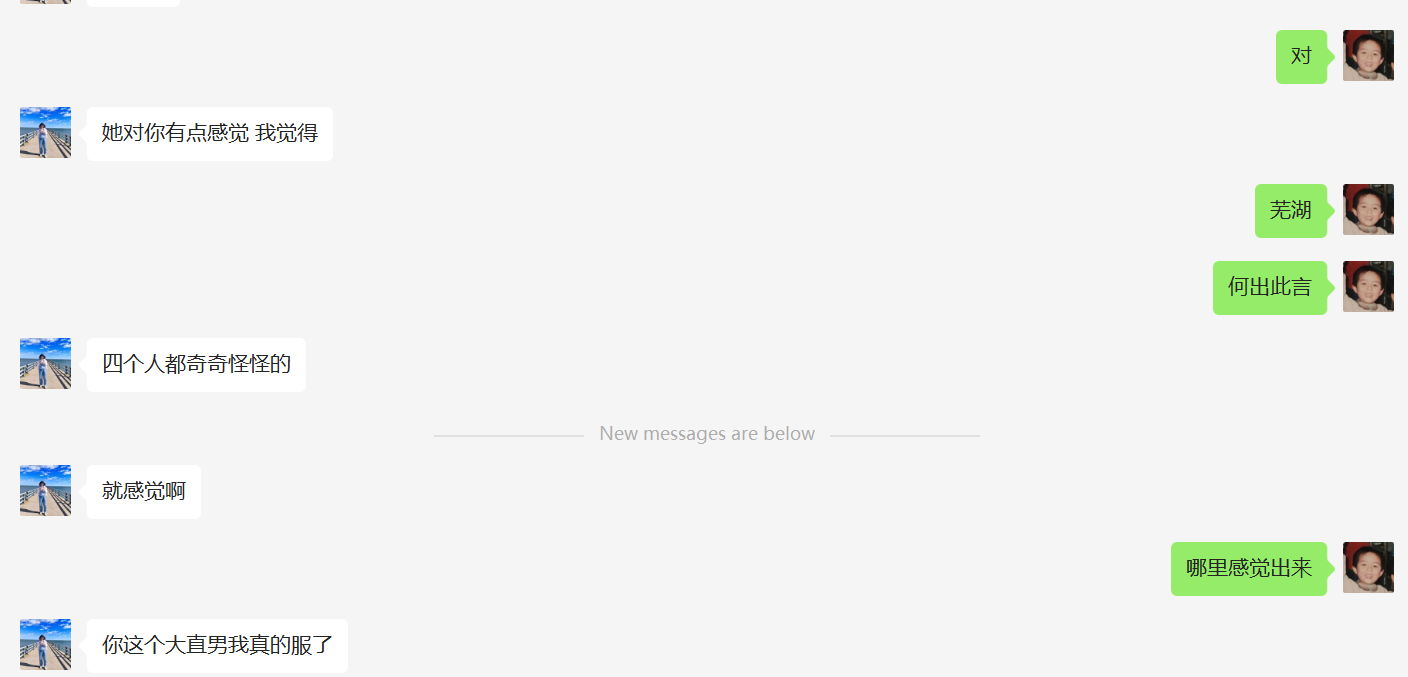 对
她对你有点感觉 我觉得
芜湖
何出此言
四个人都奇奇怪怪的
New messages are below
就感觉啊
哪里感觉出来
你这个大直男我真的服了